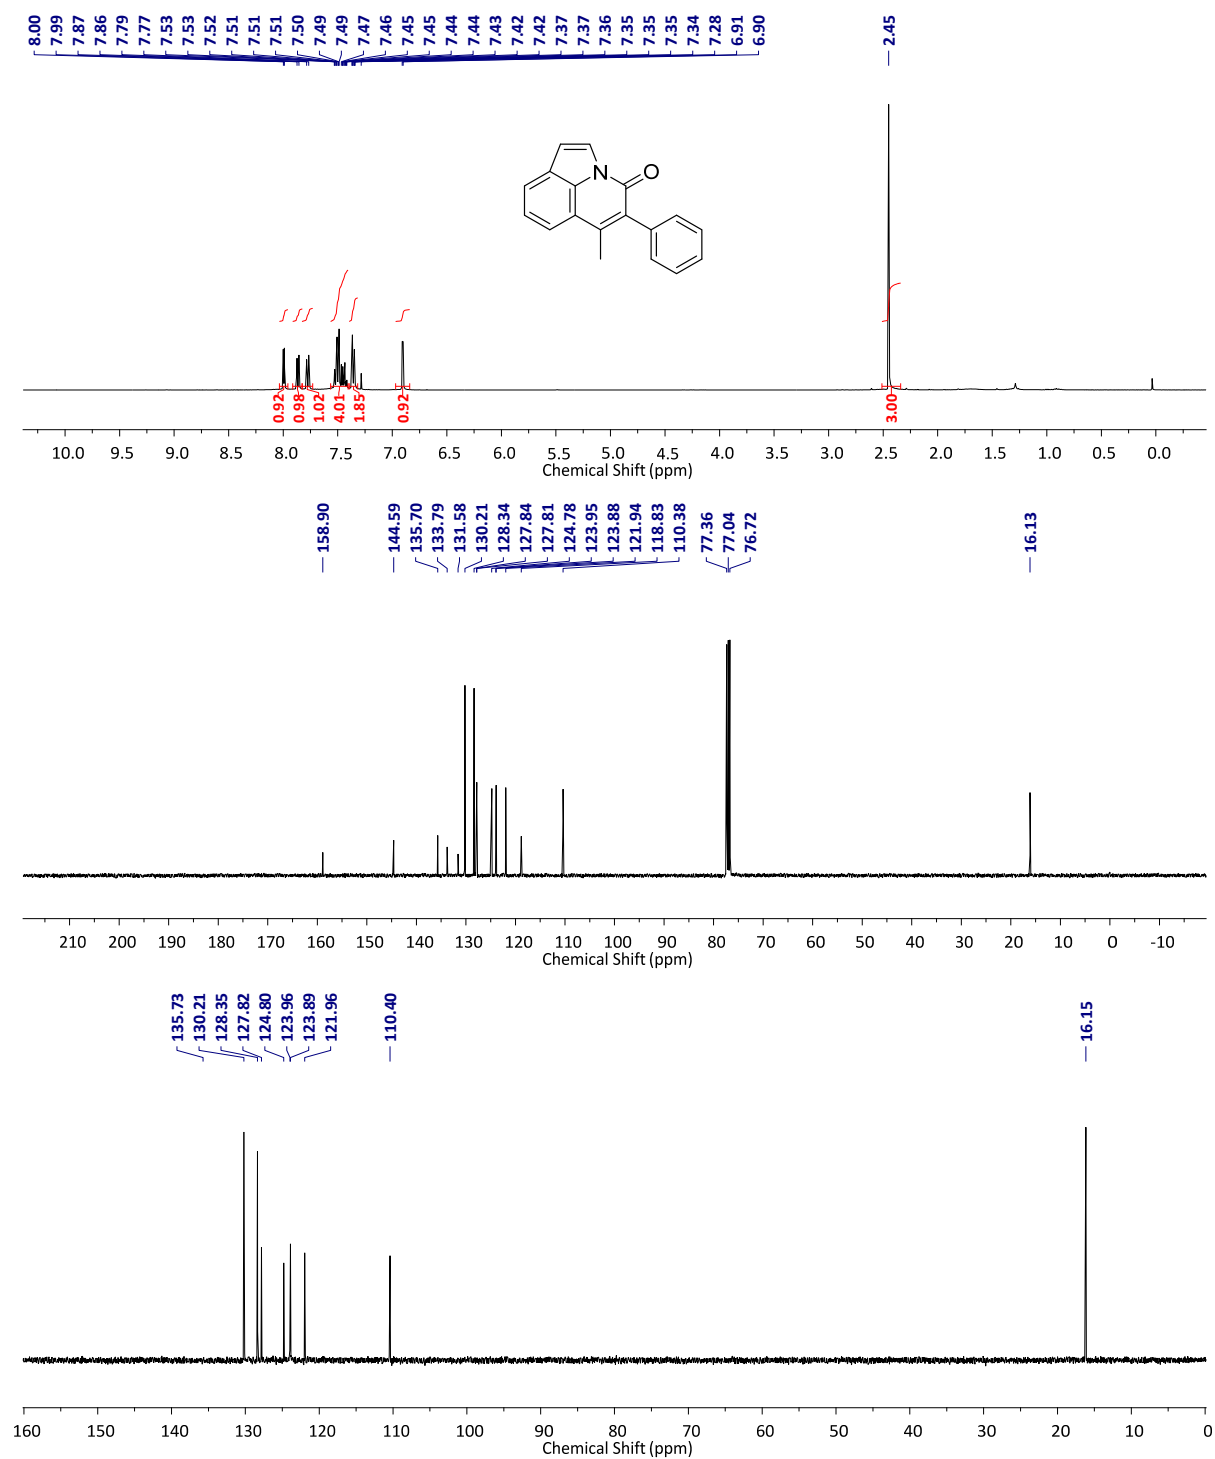 8.00 7.99 7.87 7.86 7.79 7.77 7.53 7.53 7.52 7.51 7.51 7.51 7.50 7.49 7.49 7.47 7.46 7.45 7.45 7.44 7.44 7.43 7.42 7.42 7.37 7.37 7.36 7.35 7.35 7.35 7.34 7.28 6.91 6.90 2.45
N O
0.92 0.98 1.02 4.01 1.85 0.92 3.00
10.0 9.5 9.0 8.5 8.0 7.5 7.0 6.5 6.0 5.5 5.0 4.5 4.0 3.5 3.0 2.5 2.0 1.5 1.0 0.5 0.0
Chemical Shift (ppm)
158.90 144.59 135.70 133.79 131.58 130.21 128.34 127.84 127.81 124.78 123.95 123.88 121.94 118.83 110.38 77.36 77.04 76.72 16.13
210 200 190 180 170 160 150 140 130 120 110 100 90 80 70 60 50 40 30 20 10 0 -10
Chemical Shift (ppm)
135.73 130.21 128.35 127.82 124.80 123.96 123.89 121.96 110.40 16.15
160 150 140 130 120 110 100 90 80 70 60 50 40 30 20 10 0
Chemical Shift (ppm)